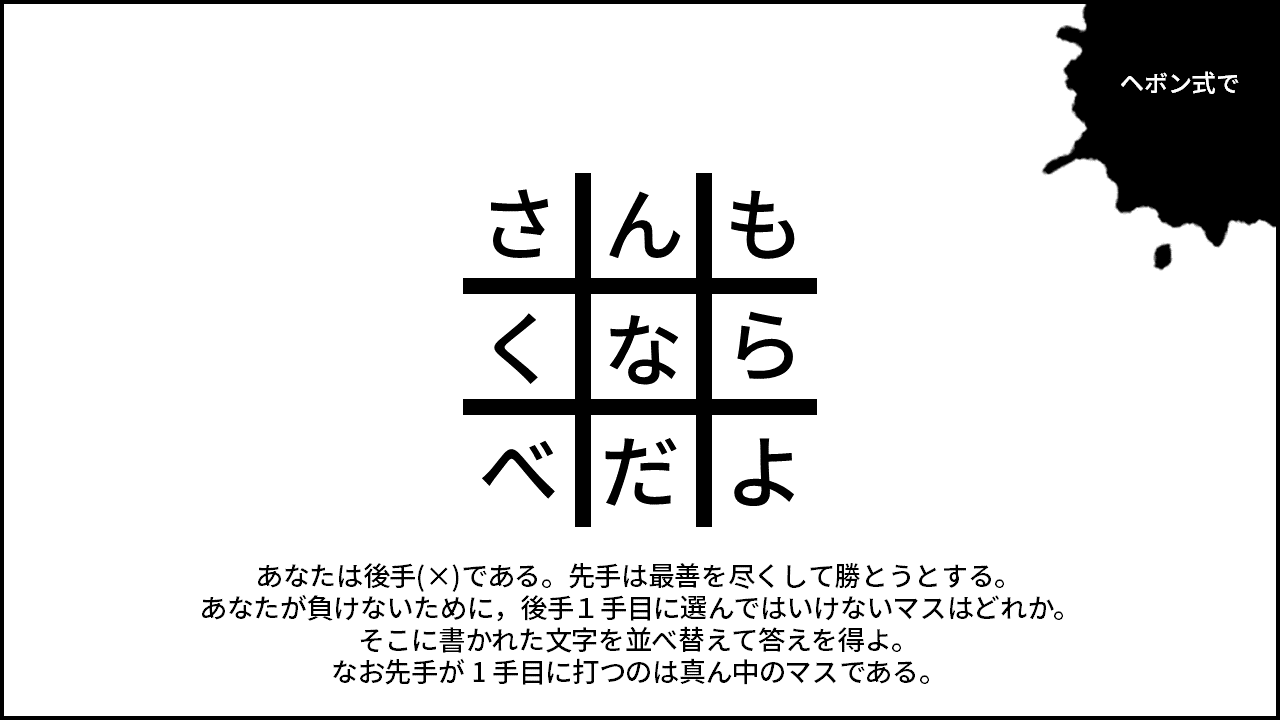 ヘボン式で
さんも
くなら
べだよ
あなたは後手(×)である。先手は最善を尽くして勝とうとする。
あなたが負けないために，後手１手目に選んではいけないマスはどれか。
そこに書かれた文字を並べ替えて答えを得よ。
なお先手が１手目に打つのは真ん中のマスである。